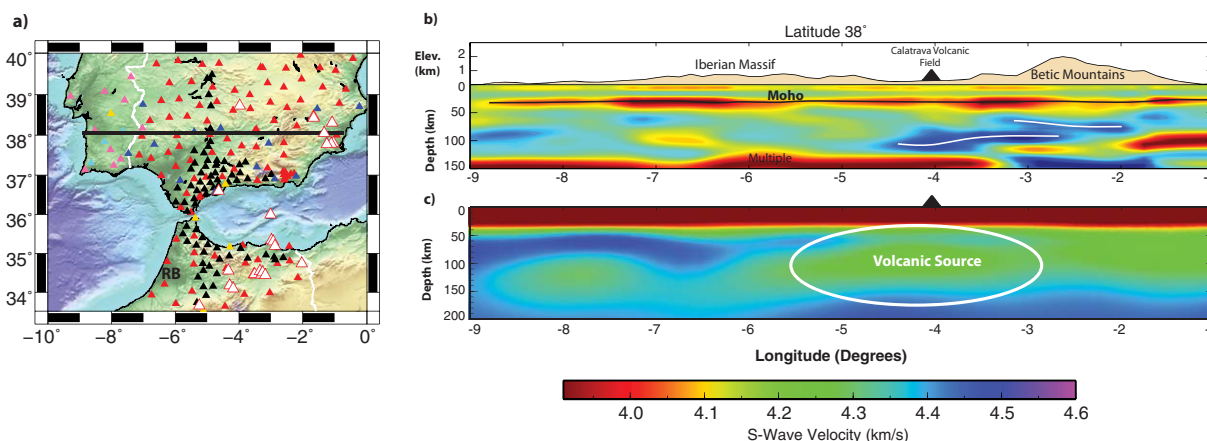 a)
40˚
39˚
38˚
37˚
36˚
35˚
34˚
RB
−10 −8˚ −6˚ −4˚ −2˚ 0˚
b)
Latitude 38˚
Elev.
(km)
2
1
0
Iberian Massif
Calatrava Volcanic
Field
Betic Mountains
Depth (km)
0
50
100
150
Moho
Multiple
-9 -8 -7 -6 -5 -4 -3 -2
c)
Depth (km)
0
50
100
150
200
Volcanic Source
-9 -8 -7 -6 -5 -4 -3 -2
Longitude (Degrees)
4.0 4.1 4.2 4.3 4.4 4.5 4.6
S-Wave Velocity (km/s)